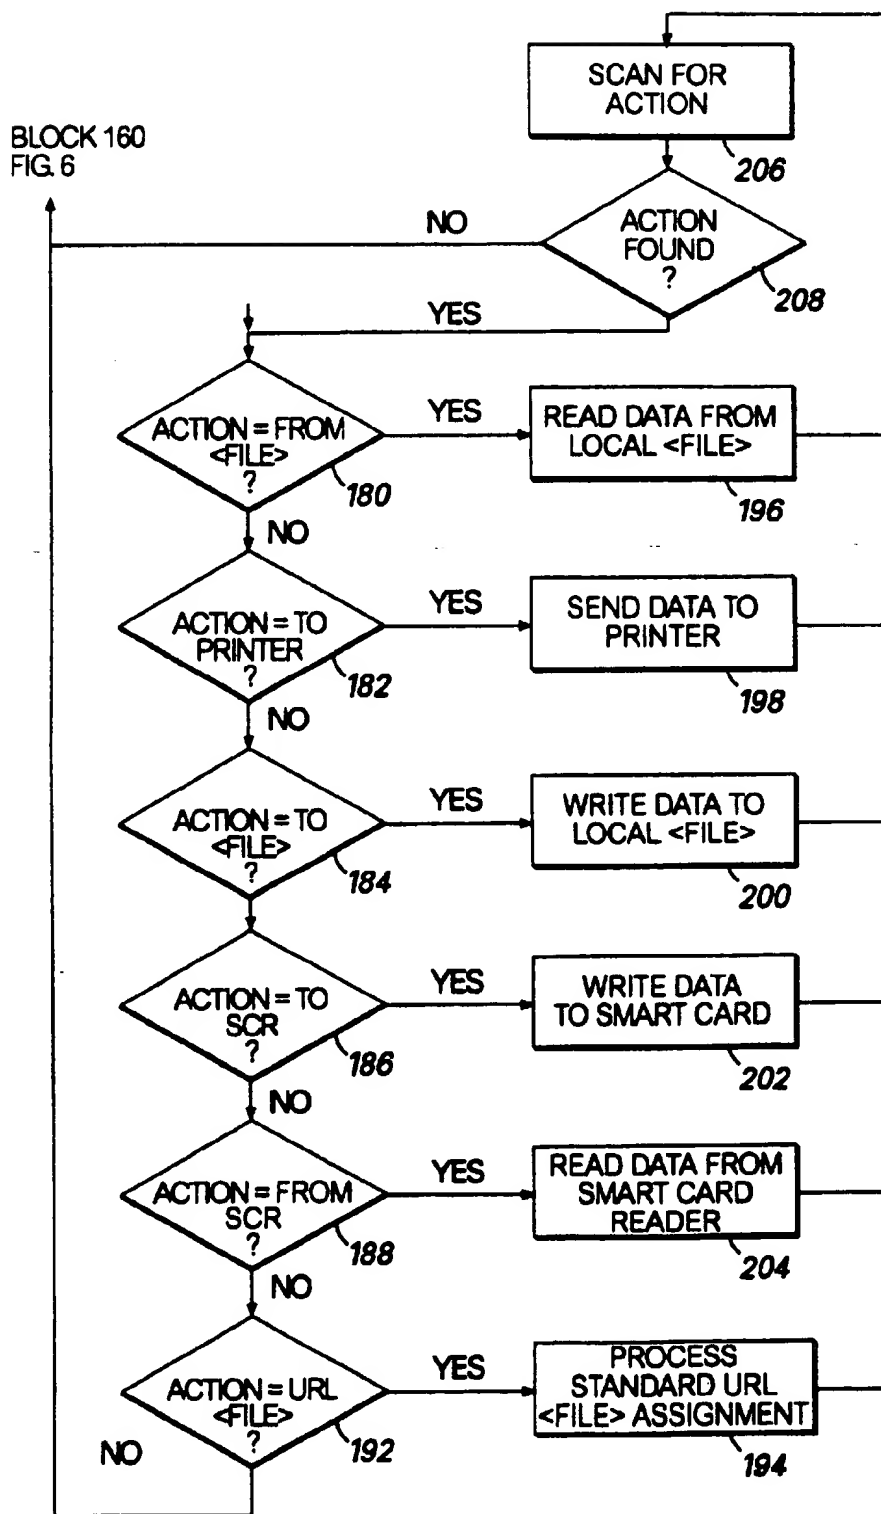 SCAN FOR
ACTION
206
BLOCK 160
FIG. 6
NO
ACTION
FOUND
?
208
YES
ACTION = FROM
<FILE>
?
180
YES
READ DATA FROM
LOCAL <FILE>
196
NO
ACTION = TO
PRINTER
?
182
YES
SEND DATA TO
PRINTER
198
NO
ACTION = TO
<FILE>
?
184
YES
WRITE DATA TO
LOCAL <FILE>
200
ACTION = TO
SCR
?
186
YES
WRITE DATA
TO SMART CARD
202
NO
ACTION = FROM
SCR
?
188
YES
READ DATA FROM
SMART CARD
READER
204
NO
ACTION = URL
<FILE>
?
192
YES
PROCESS
STANDARD URL
<FILE> ASSIGNMENT
194
NO